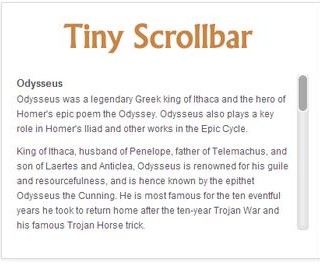 Tiny Scrollbar
Odysseus
Odysseus was a legendary Greek king of Ithaca and the hero of
Homer's epic poem the Odyssey. Odysseus also plays a key
role in Homer's Iliad and other works in the Epic Cycle.
King of Ithaca, husband of Penelope, father of Telemachus, and
son of Laertes and Anticlea, Odysseus is renowned for his guile
and resourcefulness, and is hence known by the epithet
Odysseus the Cunning. He is most famous for the ten eventful
years he took to return home after the ten-year Trojan War and
his famous Trojan Horse trick.